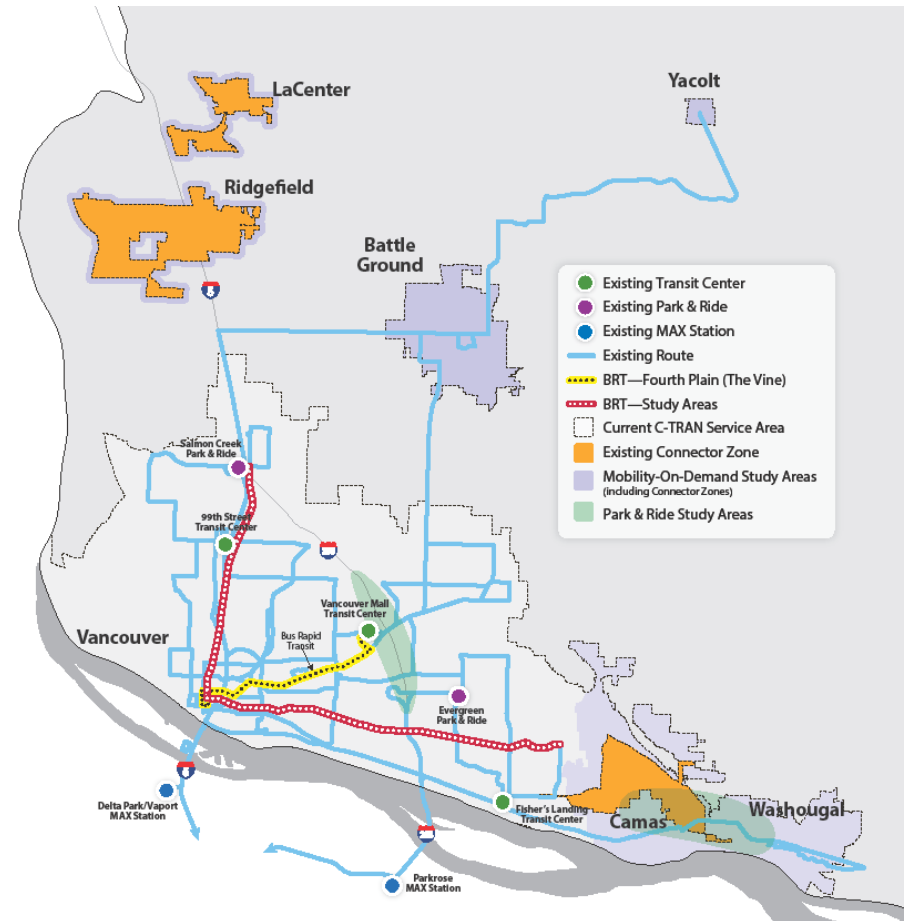 Yacolt
LaCenter
Ridgefield
Battle
Ground
5
Existing Transit Center
Existing Park & Ride
Existing MAX Station
Existing Route
BRT—Fourth Plain (The Vine)
BRT—Study Areas
Current C-TRAN Service Area
Existing Connector Zone
Mobility-On-Demand Study Areas
(including Connector Zones)
Park & Ride Study Areas
Salmon Creek
Park & Ride
99th Street
Transit Center
Vancouver Mall
Transit Center
Vancouver
Bus Rapid
Transit
Evergreen
Park & Ride
Delta Park/Vaport
MAX Station
Fisher's Landing
Transit Center
Camas
Washougal
Parkrose
MAX Station